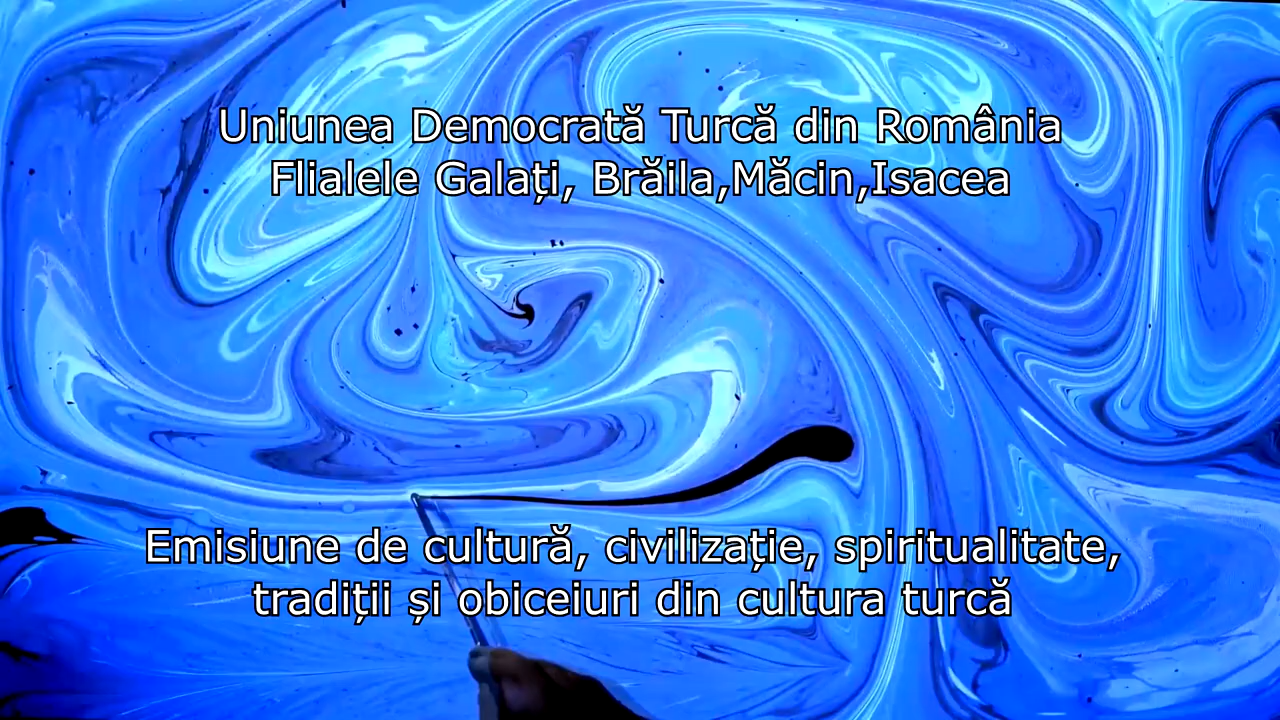 Uniunea Democrată Turcă din România
Flialele Galați, Brăila,Măcin,Isacea
Emisiune de cultură, civilizație, spiritualitate,
tradiții și obiceiuri din cultura turcă